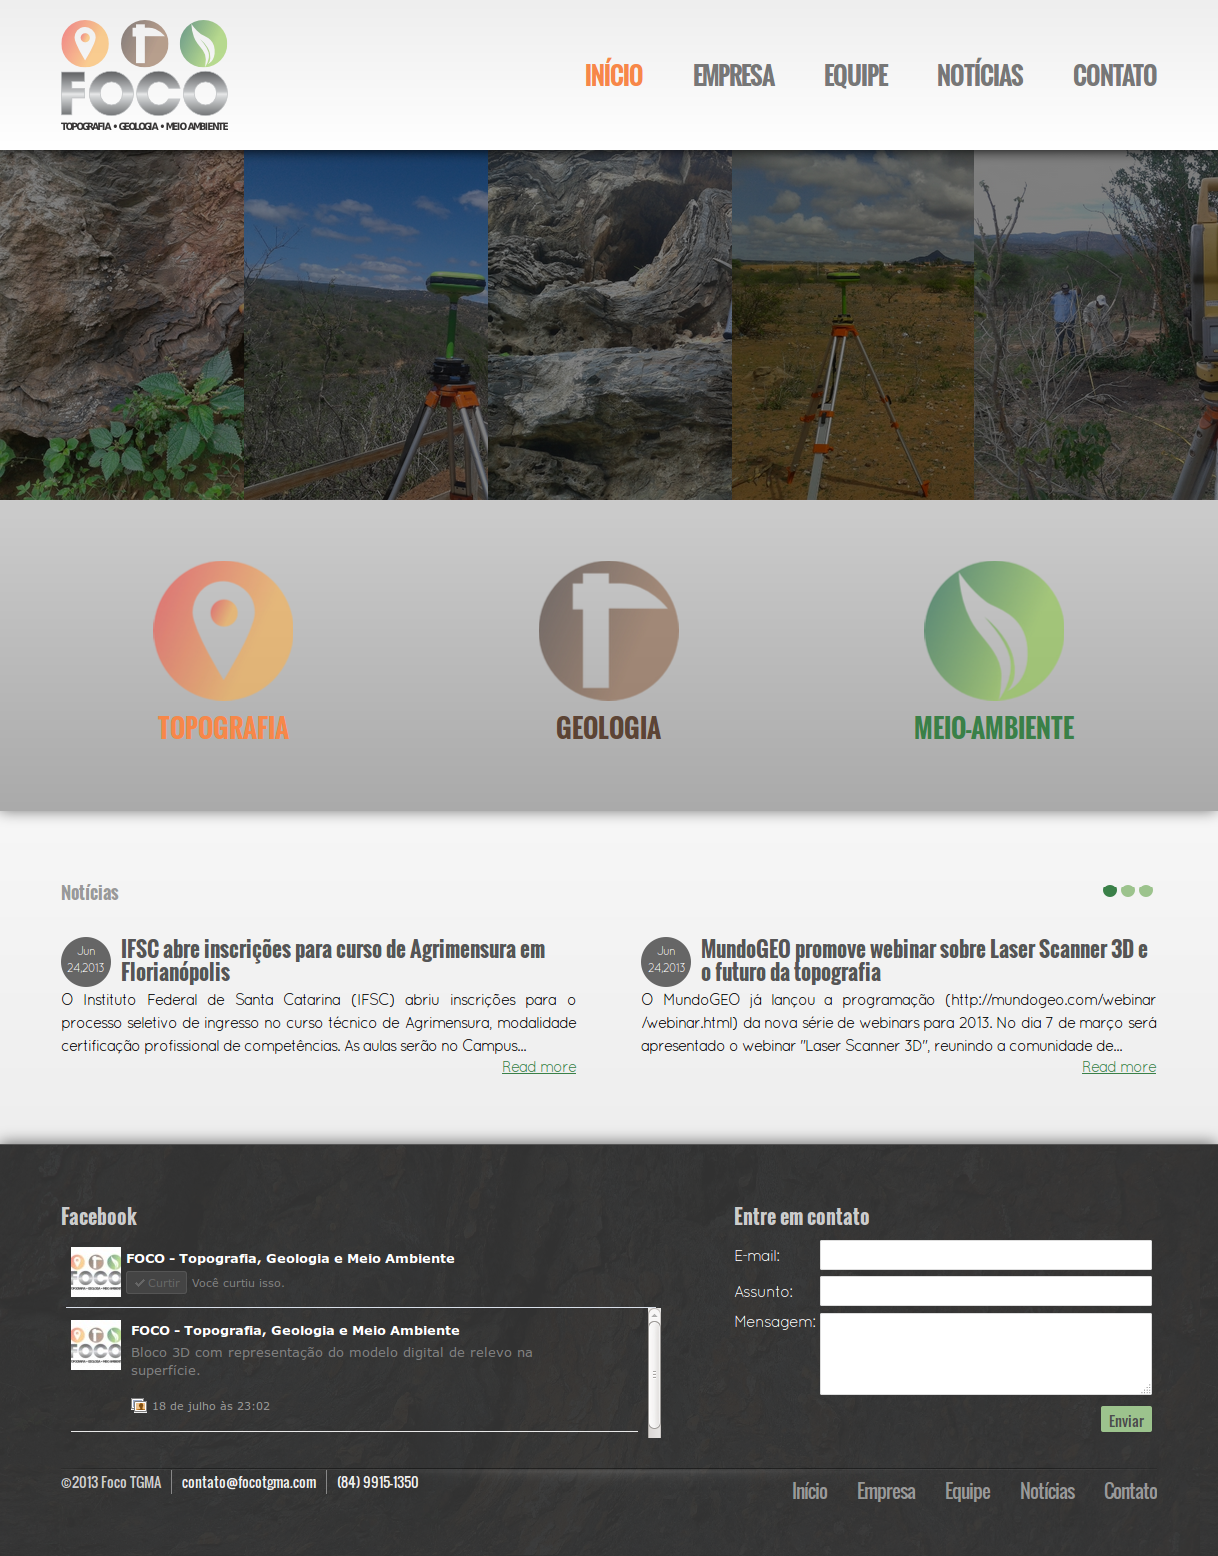 FOCO
TOPOGRAFIA • GEOLOGIA • MEIO AMBIENTE
INÍCIO EMPRESA EQUIPE NOTÍCIAS CONTATO
TOPOGRAFIA
GEOLOGIA
MEIO-AMBIENTE
Notícias
Jun
24,2013
IFSC abre inscrições para curso de Agrimensura em
Florianópolis
O Instituto Federal de Santa Catarina (IFSC) abriu inscrições para o
processo seletivo de ingresso no curso técnico de Agrimensura, modalidade
certificação profissional de competências. As aulas serão no Campus...
Read more
Jun
24,2013
MundoGEO promove webinar sobre Laser Scanner 3D e
o futuro da topografia
O MundoGEO já lançou a programação (http://mundogeo.com/webinar
/webinar.html) da nova série de webinars para 2013. No dia 7 de março será
apresentado o webinar "Laser Scanner 3D", reunindo a comunidade de...
Read more
Facebook
FOCO
FOCO - Topografia, Geologia e Meio Ambiente
Curtir Você curtiu isso.
FOCO
FOCO - Topografia, Geologia e Meio Ambiente
Bloco 3D com representação do modelo digital de relevo na
superfície.
18 de julho às 23:02
Entre em contato
E-mail:
Assunto:
Mensagem:
Enviar
©2013 Foco TGMA contato@focotgma.com (84) 9915-1350
Início Empresa Equipe Notícias Contato